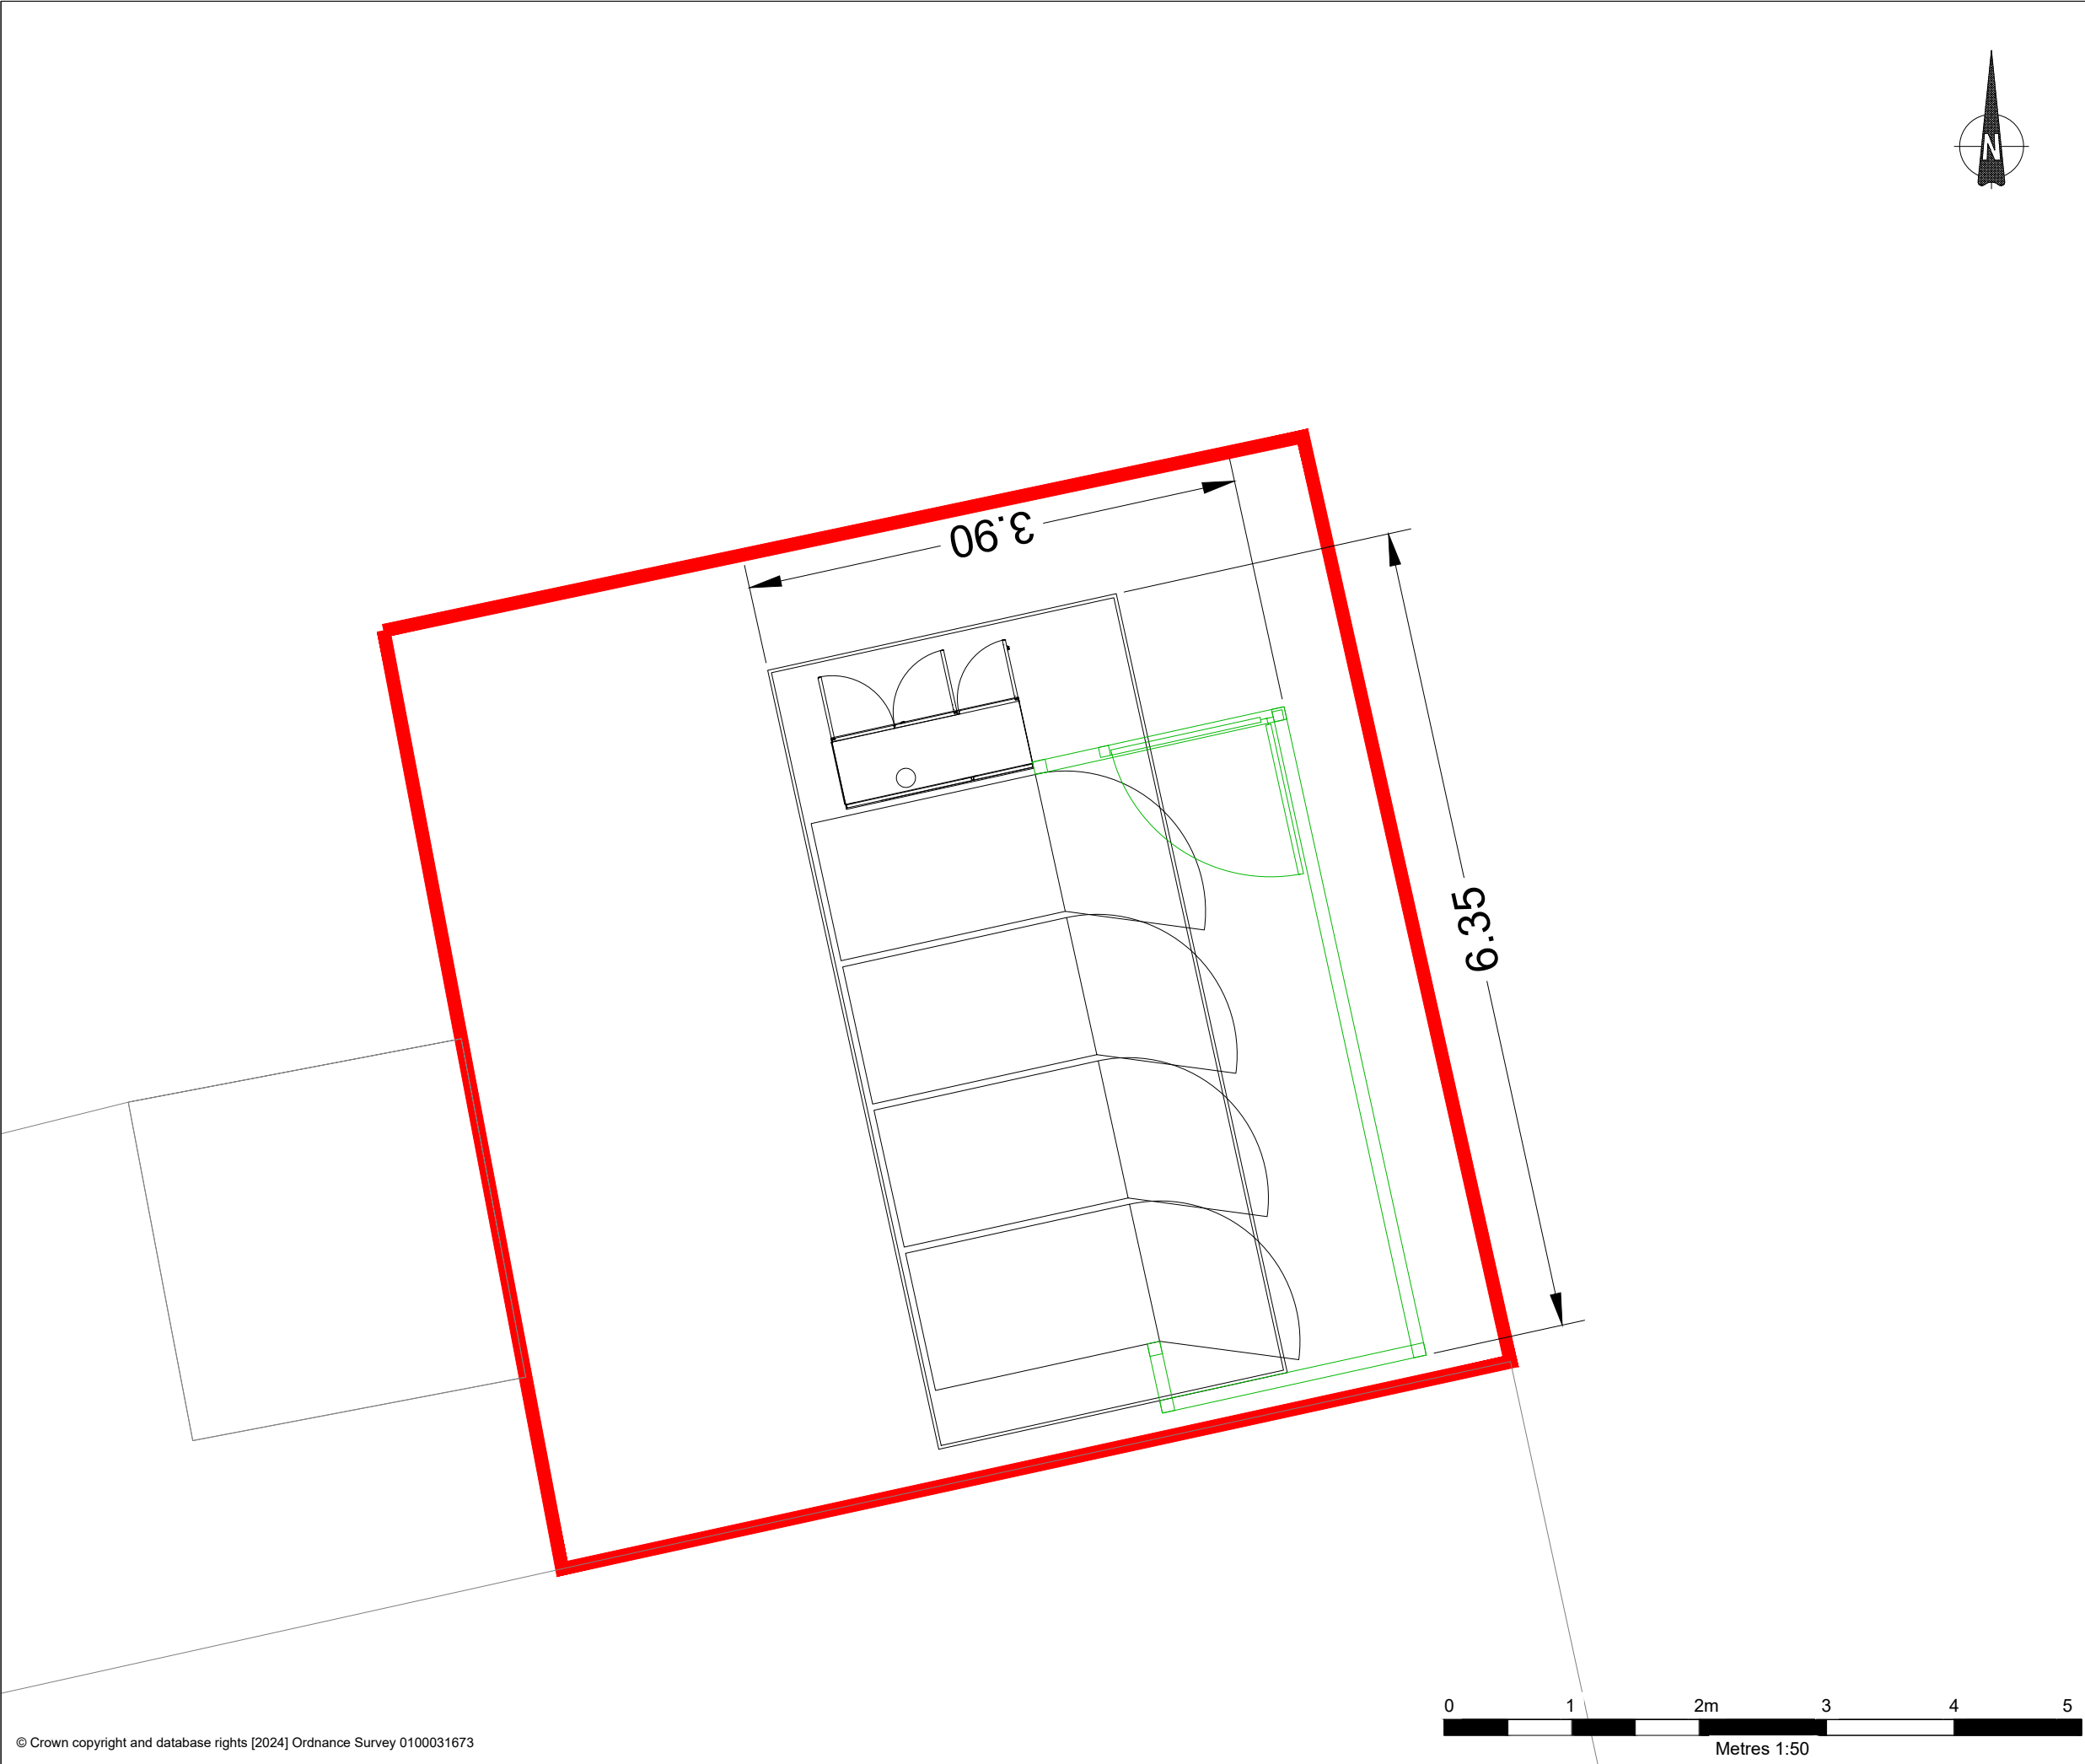 N
3.90
6.35
0 1 2m 3 4 5
Metres 1:50
© Crown copyright and database rights [2024] Ordnance Survey 0100031673